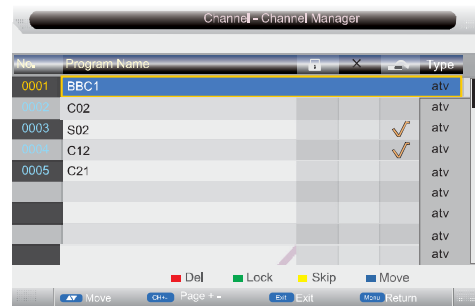 Channel - Channel Manager
No. Program Name Type
0001 BBC1 atv
0002 C02 atv
0003 S02 atv
0004 C12 atv
0005 C21 atv
atv
atv
atv
atv
Del Lock Skip Move
Move CH+- Page + - Exit Exit Menu Return